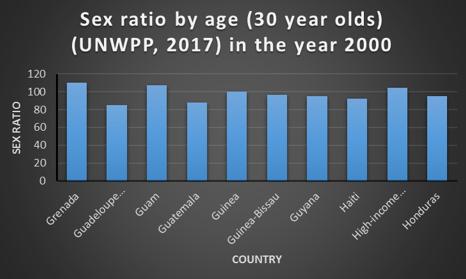 Sex ratio by age (30 year olds)
(UNWPP, 2017) in the year 2000
120
100
80
60
40
20
0
SEX RATIO
Grenada
Guadeloupe...
Guam
Guatemala
Guinea
Guinea-Bissau
Guyana
Haiti
High-income...
Honduras
COUNTRY